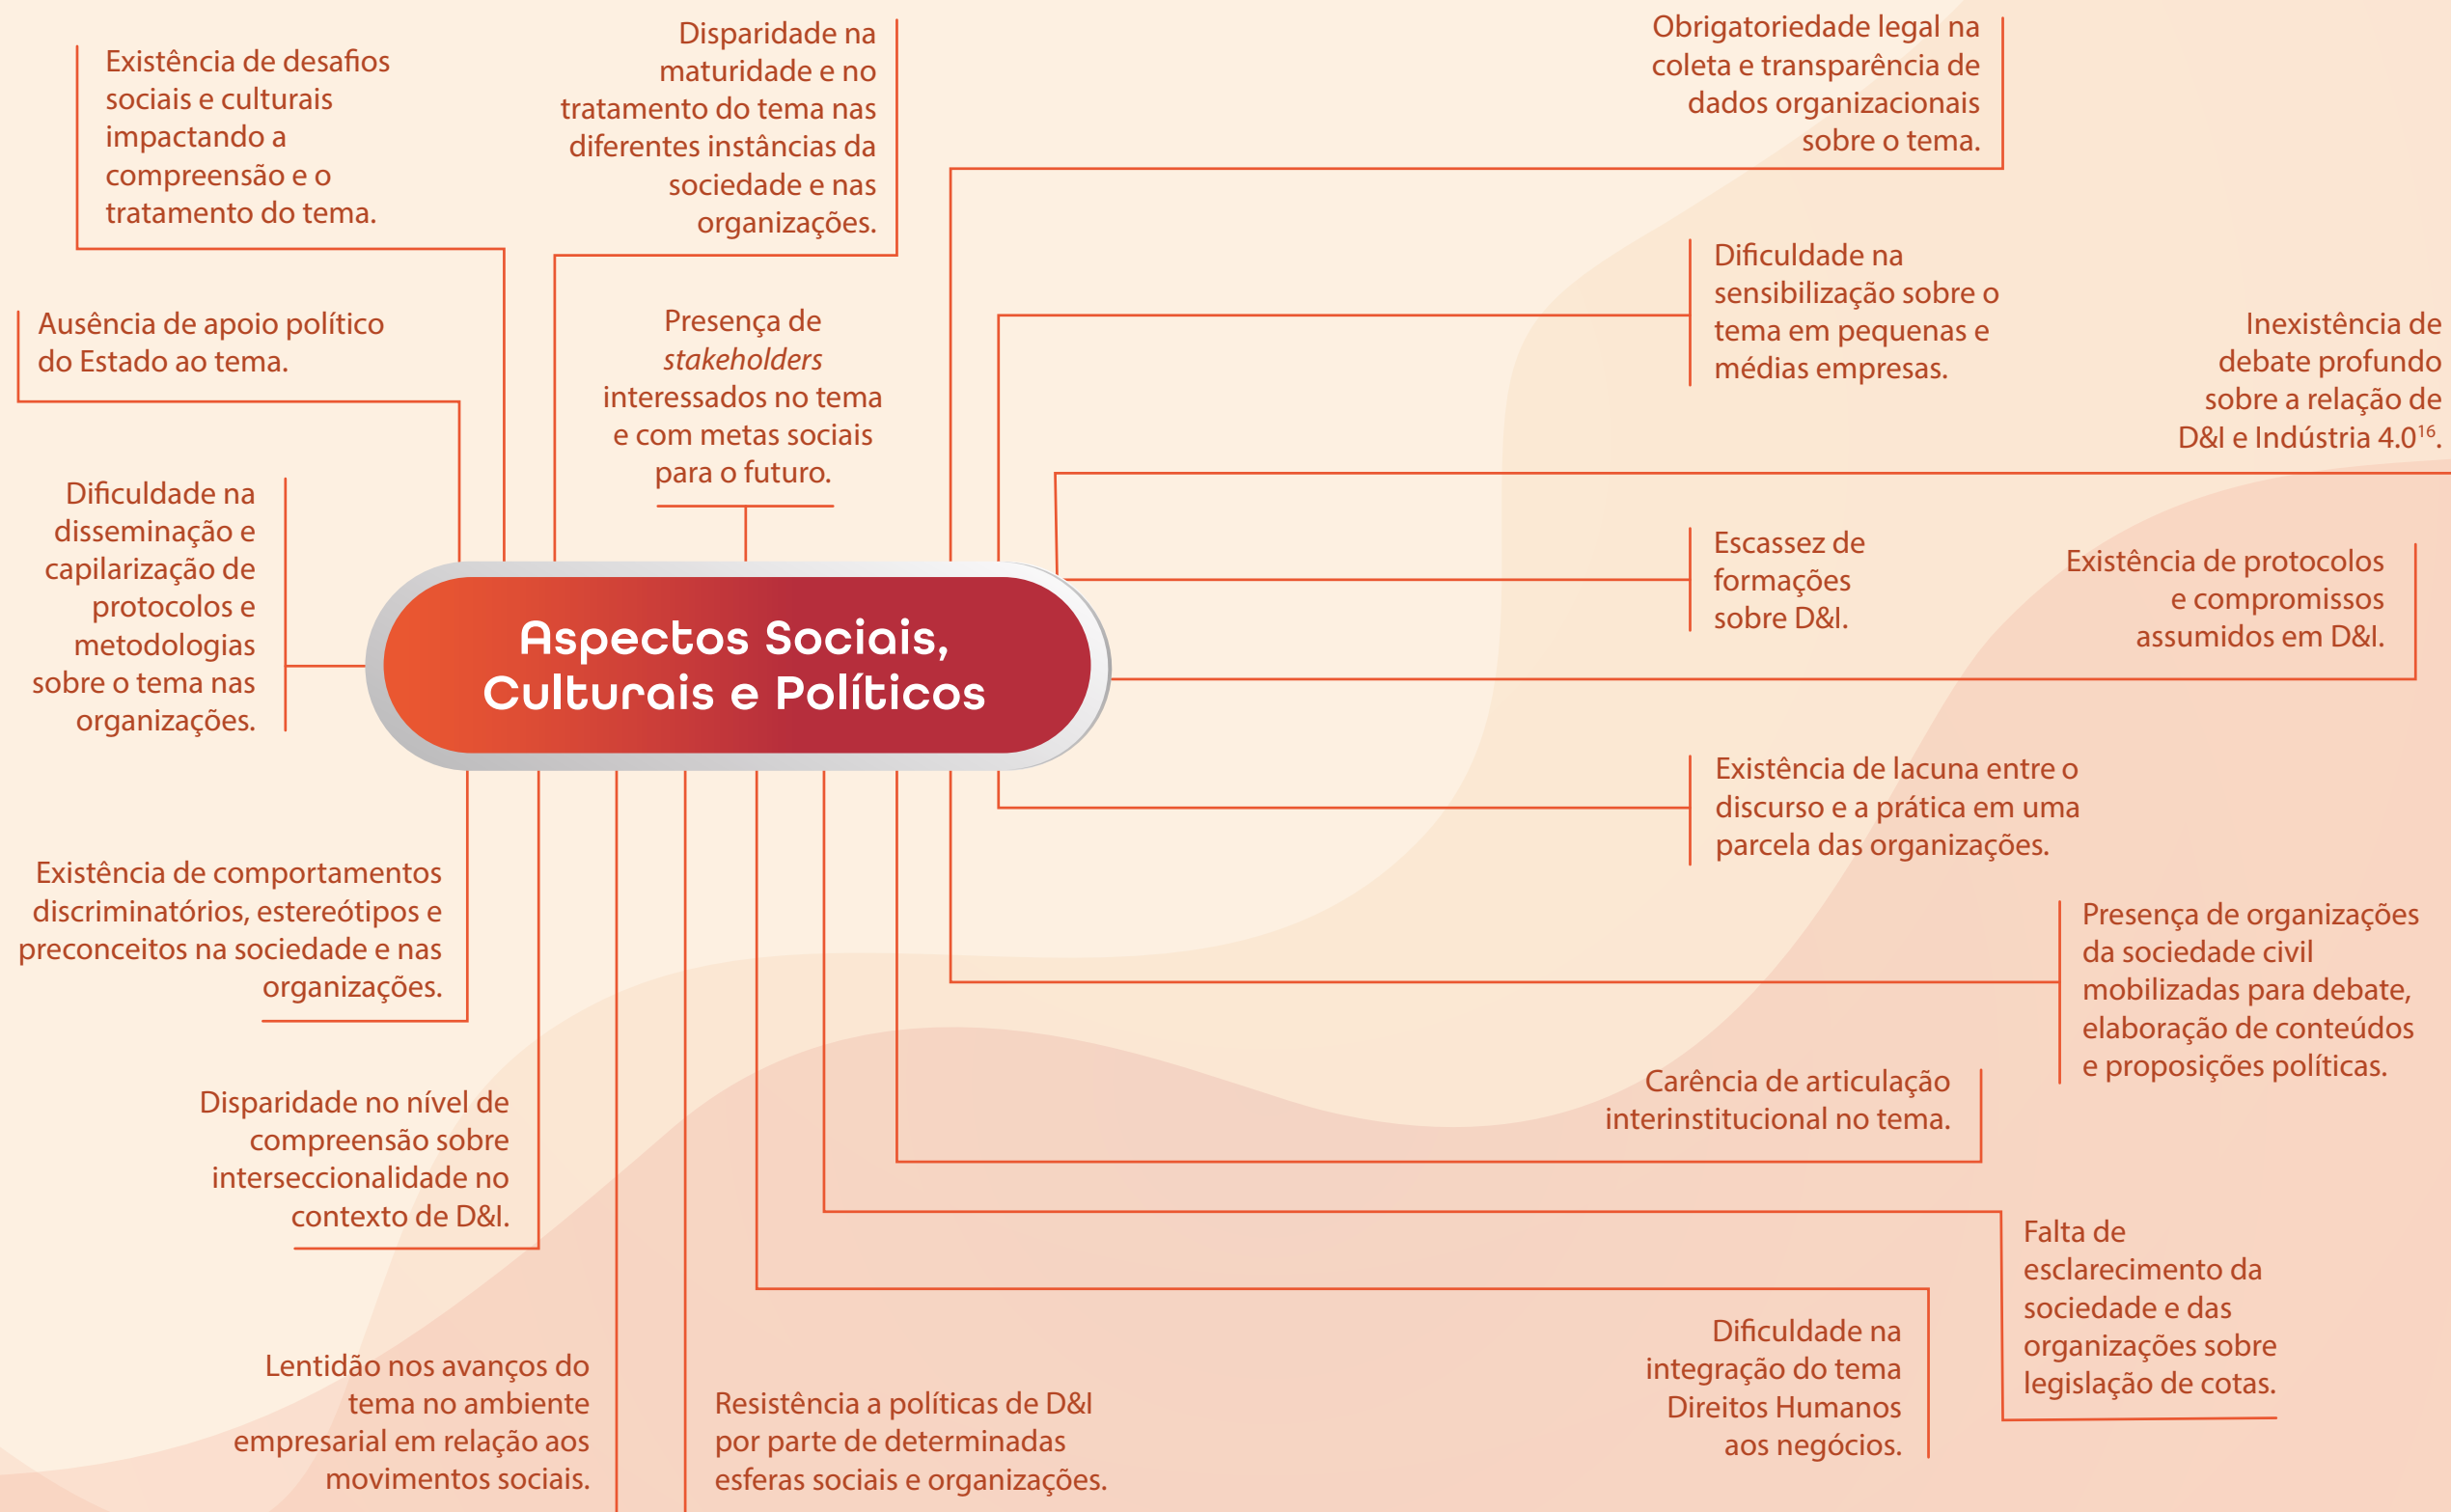 Existência de desafios
sociais e culturais
impactando a
compreensão e o
tratamento do tema.
Disparidade na
maturidade e no
tratamento do tema nas
diferentes instâncias da
sociedade e nas
organizações.
Obrigatoriedade legal na
coleta e transparência de
dados organizacionais
sobre o tema.
Ausência de apoio político
do Estado ao tema.
Presença de
stakeholders
interessados no tema
e com metas sociais
para o futuro.
Dificuldade na
sensibilização sobre o
tema em pequenas e
médias empresas.
Inexistência de
debate profundo
sobre a relação de
D&I e Indústria 4.0¹⁶.
Dificuldade na
disseminação e
capilarização de
protocolos e
metodologias
sobre o tema nas
organizações.
Aspectos Sociais,
Culturais e Políticos
Escassez de
formações
sobre D&I.
Existência de protocolos
e compromissos
assumidos em D&I.
Existência de lacuna entre o
discurso e a prática em uma
parcela das organizações.
Existência de comportamentos
discriminatórios, estereótipos e
preconceitos na sociedade e nas
organizações.
Presença de organizações
da sociedade civil
mobilizadas para debate,
elaboração de conteúdos
e proposições políticas.
Disparidade no nível de
compreensão sobre
interseccionalidade no
contexto de D&I.
Carência de articulação
interinstitucional no tema.
Falta de
esclarecimento da
sociedade e das
organizações sobre
legislação de cotas.
Lentidão nos avanços do
tema no ambiente
empresarial em relação aos
movimentos sociais.
Resistência a políticas de D&I
por parte de determinadas
esferas sociais e organizações.
Dificuldade na
integração do tema
Direitos Humanos
aos negócios.